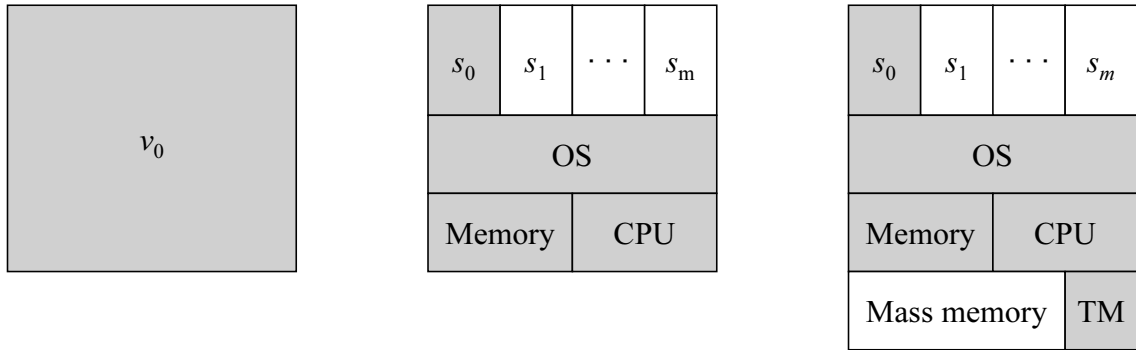 v₀
s₀ s₁ · · · sₘ
OS
Memory CPU
s₀ s₁ · · · sₘ
OS
Memory CPU
Mass memory TM